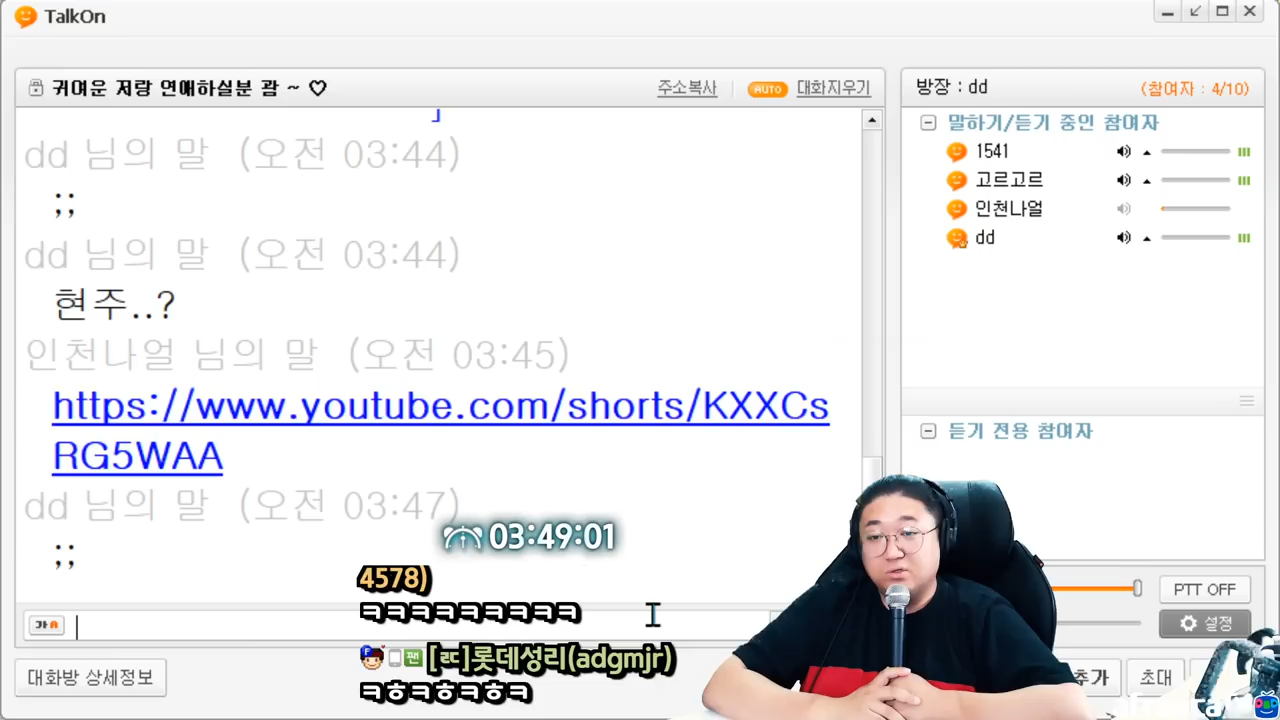 TalkOn
귀여운 저랑 연애하실분 괌 ~ ♡
주소복사
AUTO 대화지우기
」
dd 님의 말 (오전 03:44)
;;
dd 님의 말 (오전 03:44)
현주..?
인천나얼 님의 말 (오전 03:45)
https://www.youtube.com/shorts/KXXCs
RG5WAA
dd 님의 말 (오전 03:47)
;;
03:49:01
4578)
ㅋㅋㅋㅋㅋㅋㅋㅋㅋ
팬 [ㄸ]롯데성리(adgmjr)
ㅋㅎㅋㅎㅋㅎㅋ
가A
대화방 상세정보
방장 : dd (참여자 : 4/10)
말하기/듣기 중인 참여자
1541
고르고르
인천나얼
dd
듣기 전용 참여자
PTT OFF
설정
추가
초대